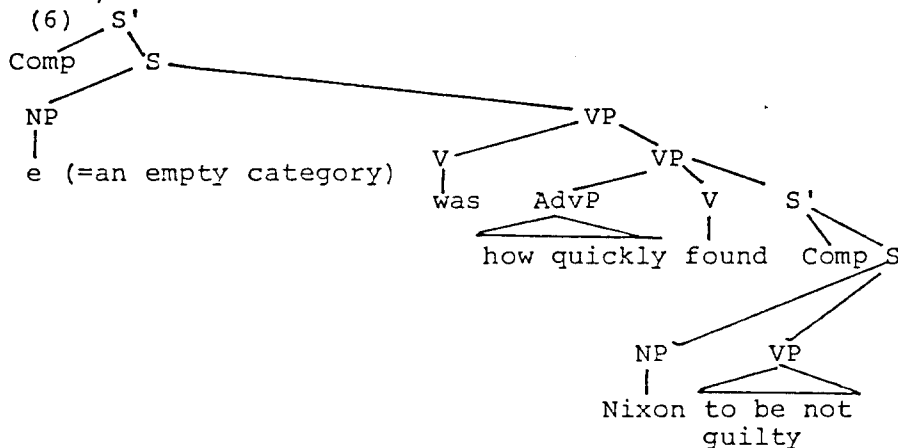 (6) S'
Comp S
NP VP
e (=an empty category) V VP
was AdvP V S'
how quickly found Comp S
NP VP
Nixon to be not
guilty